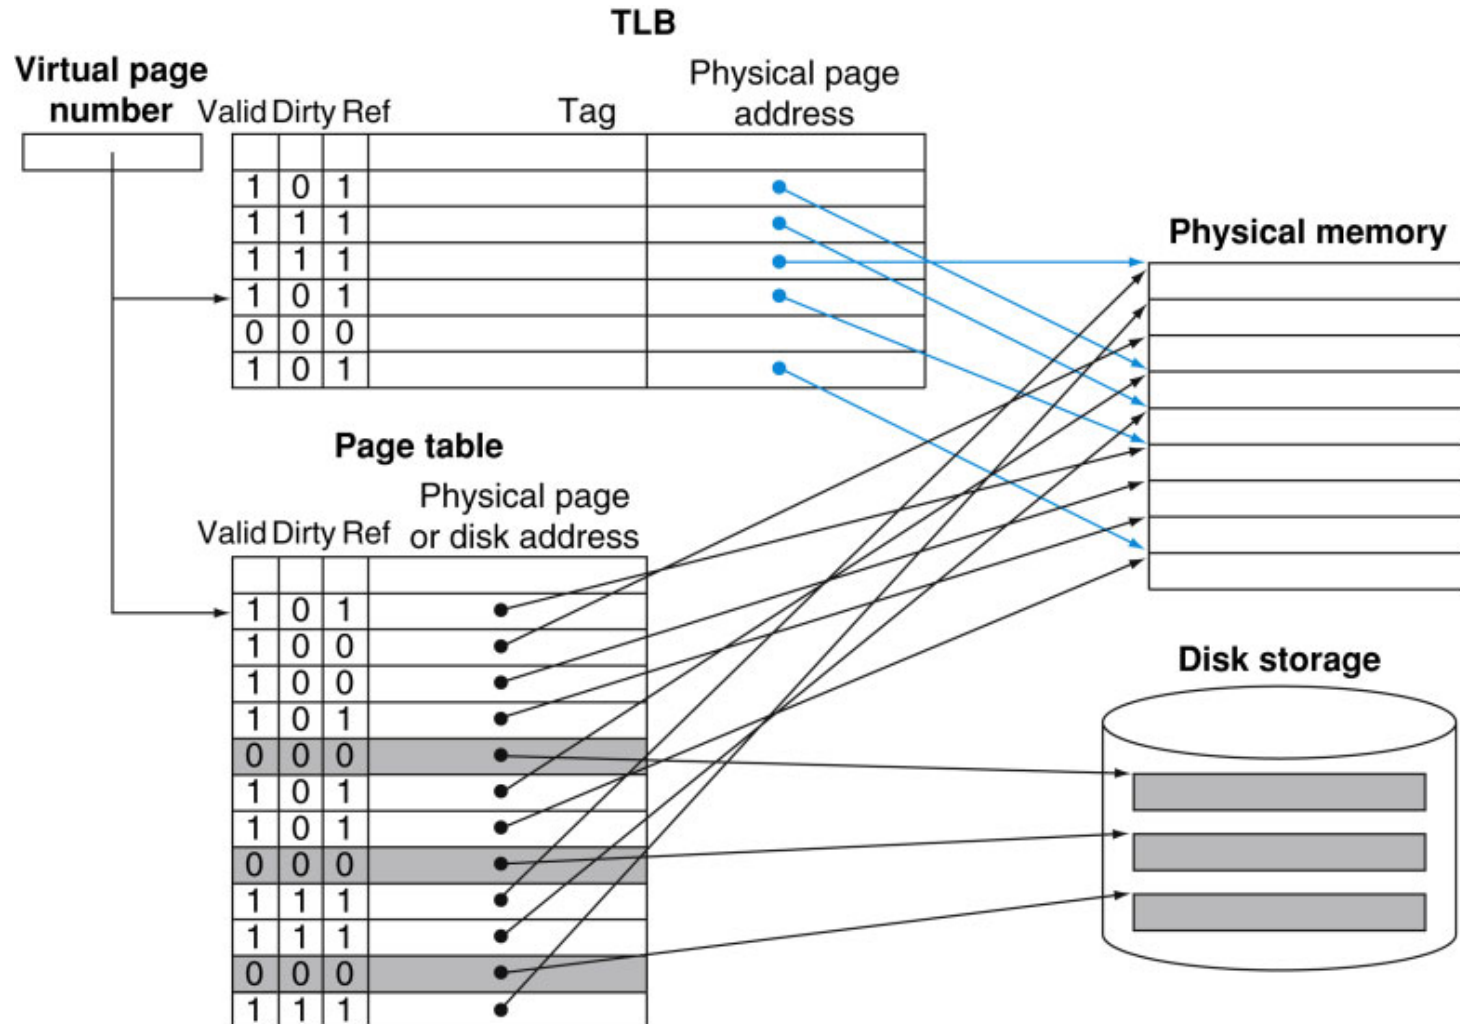 TLB
Virtual page
number
Valid Dirty Ref
Tag
Physical page
address
1 0 1
1 1 1
1 1 1
1 0 1
0 0 0
1 0 1
Physical memory
Page table
Physical page
or disk address
Valid Dirty Ref
1 0 1
1 0 0
1 0 0
1 0 1
0 0 0
1 0 1
1 0 1
0 0 0
1 1 1
1 1 1
0 0 0
1 1 1
Disk storage